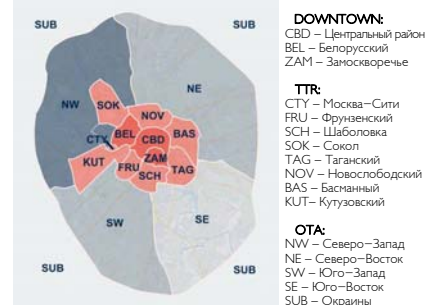 SUB
SUB
NW
NE
SOK
NOV
CTY
BEL
CBD
BAS
KUT
ZAM
FRU
SCH
TAG
SW
SE
SUB
SUB
DOWNTOWN:
CBD – Центральный район
BEL – Белорусский
ZAM – Замоскворечье
TTR:
CTY – Москва–Сити
FRU – Фрунзенский
SCH – Шаболовка
SOK – Сокол
TAG – Таганский
NOV – Новослободский
BAS – Басманный
KUT– Кутузовский
OTA:
NW – Северо–Запад
NE – Северо–Восток
SW – Юго–Запад
SE – Юго–Восток
SUB – Окраины